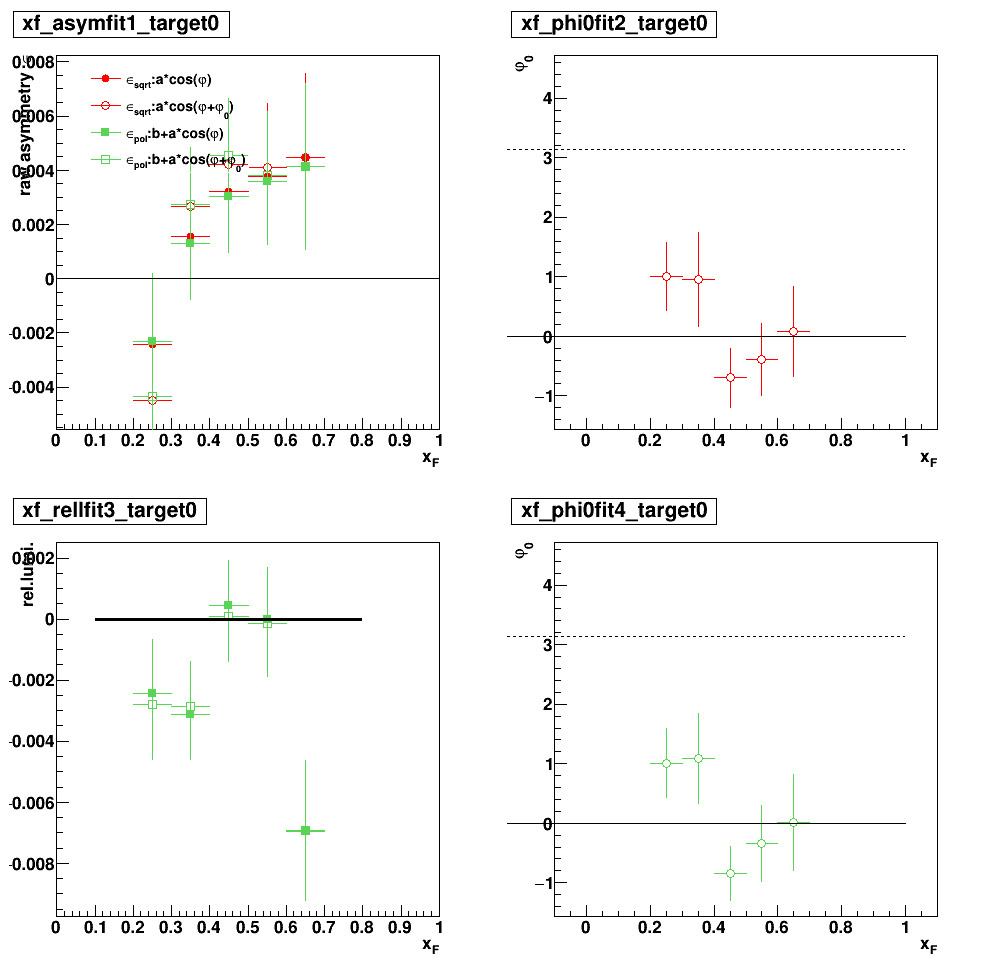 xf_asymfit1_target0
raw asymmetry ε
0.008
0.006
0.004
0.002
0
-0.002
-0.004
ε_sqrt:a*cos(φ)
ε_sqrt:a*cos(φ+φ_0)
ε_pol:b+a*cos(φ)
ε_pol:b+a*cos(φ+φ_0)
0 0.1 0.2 0.3 0.4 0.5 0.6 0.7 0.8 0.9 1
x_F
xf_phi0fit2_target0
φ_0
4
3
2
1
0
−1
0 0.2 0.4 0.6 0.8 1
x_F
xf_rellfit3_target0
rel.lumi.
0.002
0
-0.002
-0.004
-0.006
-0.008
0 0.1 0.2 0.3 0.4 0.5 0.6 0.7 0.8 0.9 1
x_F
xf_phi0fit4_target0
φ_0
4
3
2
1
0
−1
0 0.2 0.4 0.6 0.8 1
x_F